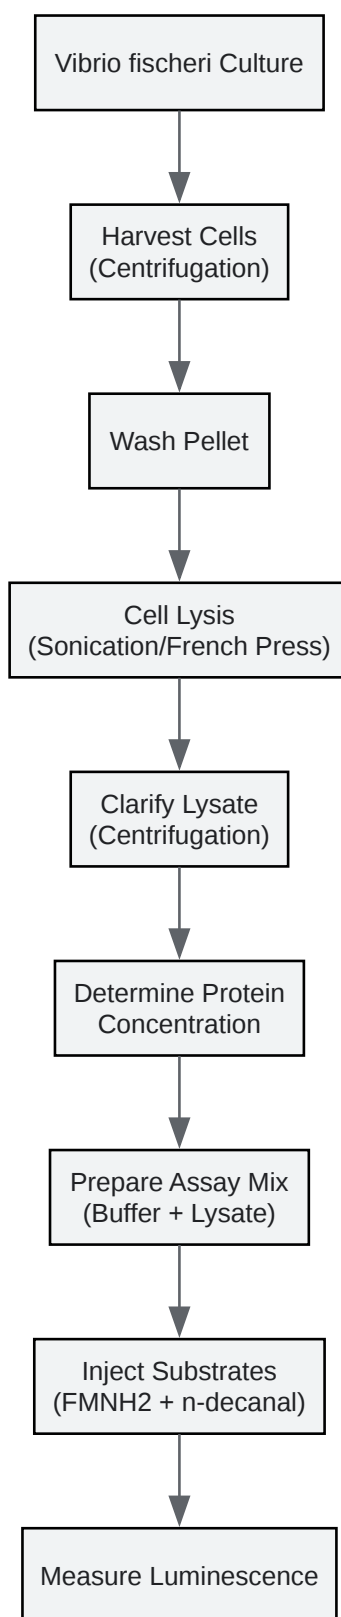 Vibrio fischeri Culture
Harvest Cells
(Centrifugation)
Wash Pellet
Cell Lysis
(Sonication/French Press)
Clarify Lysate
(Centrifugation)
Determine Protein
Concentration
Prepare Assay Mix
(Buffer + Lysate)
Inject Substrates
(FMNH2 + n-decanal)
Measure Luminescence